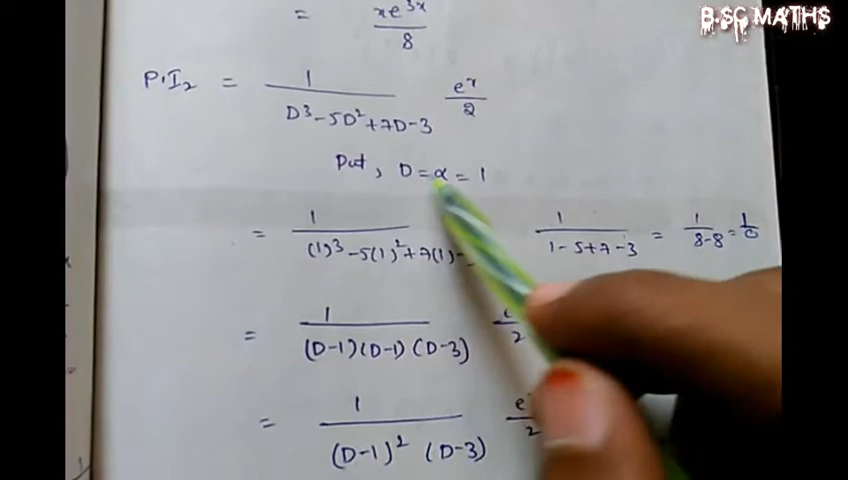 B.SC MATHS
= xe^3x / 8
P.I₂ = 1 / D³-5D²+7D-3  e^x / 2
Put, D=α=1
= 1 / (1)³-5(1)²+7(1)-  1 / 1-5+7-3 = 1 / 8-8 = 1/0
= 1 / (D-1)(D-1)(D-3)  e / 2
= 1 / (D-1)² (D-3)  e / 2